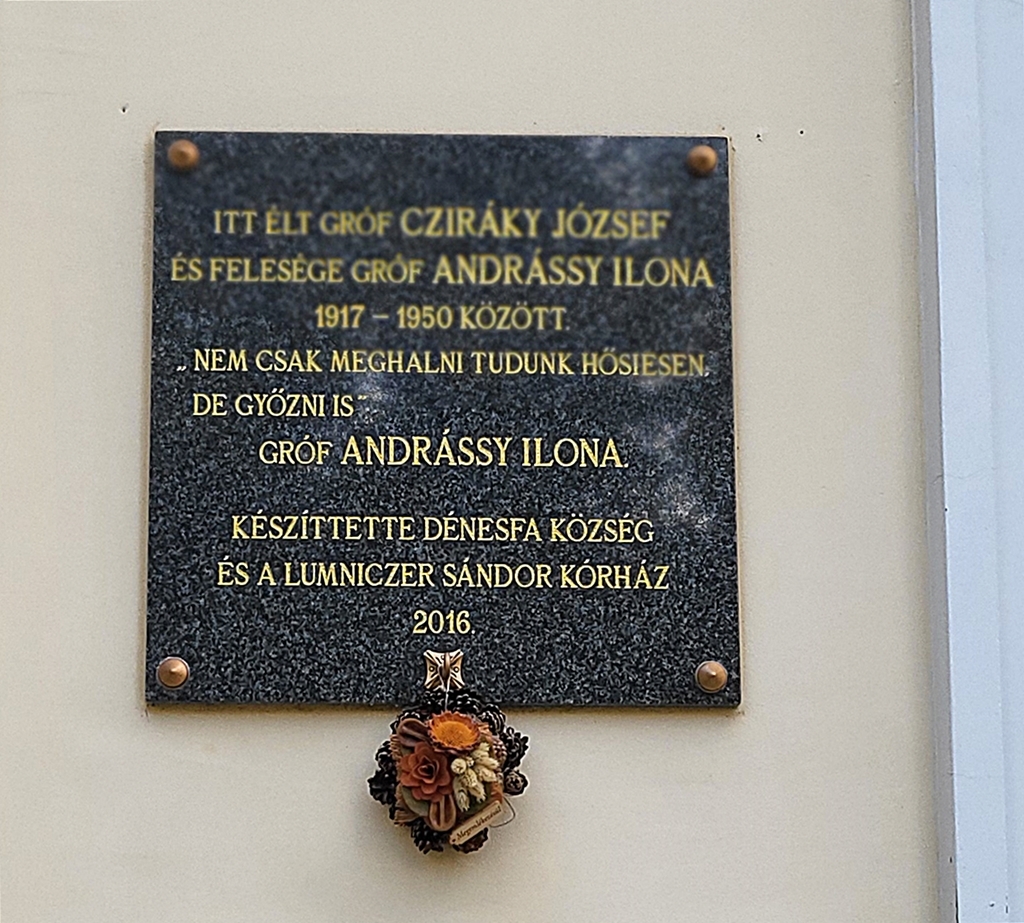 ITT ÉLT GRÓF CZIRÁKY JÓZSEF
ÉS FELESÉGE GRÓF ANDRÁSSY ILONA
1917 – 1950 KÖZÖTT.
„NEM CSAK MEGHALNI TUDUNK HŐSIESEN,
DE GYŐZNI IS”
GRÓF ANDRÁSSY ILONA.
KÉSZÍTTETTE DÉNESFA KÖZSÉG
ÉS A LUMNICZER SÁNDOR KÓRHÁZ
2016.